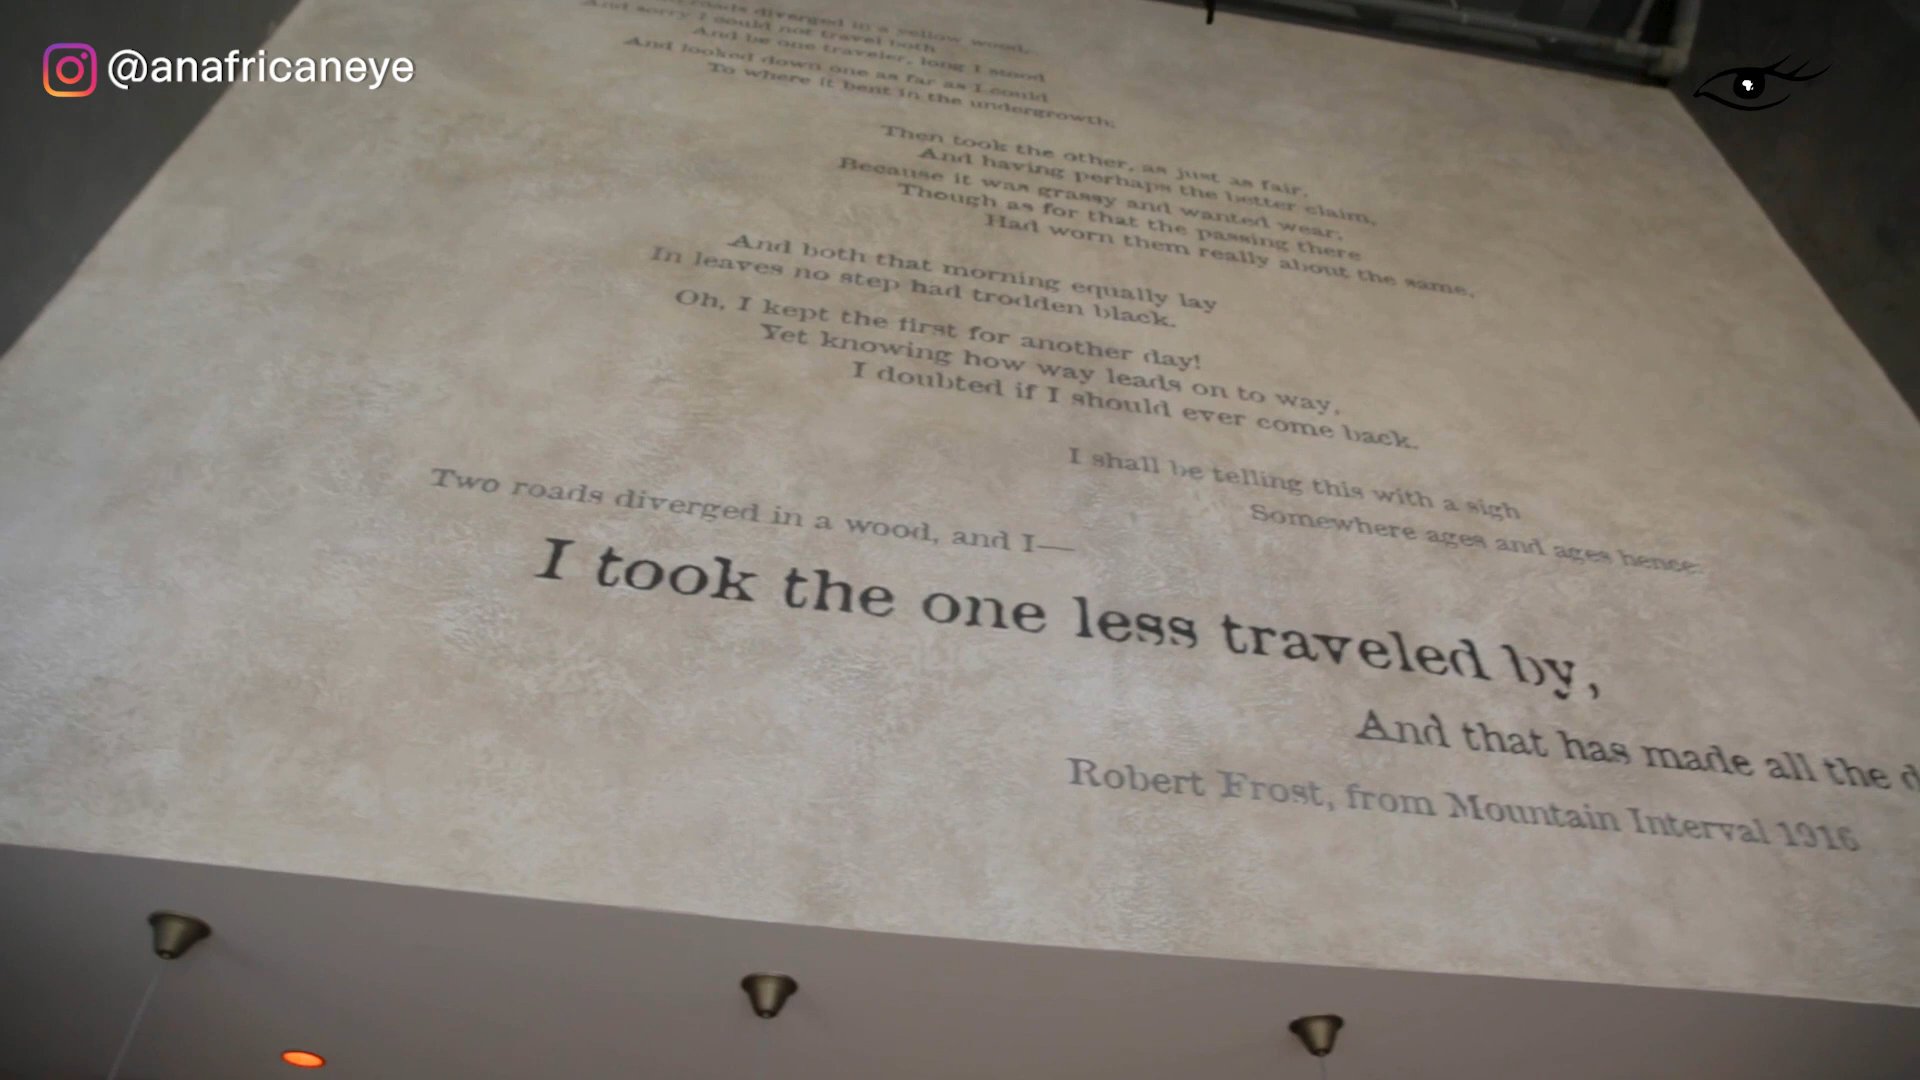 @anafricaneye
roads diverged in a yellow wood,
And sorry I could not travel both
And be one traveler, long I stood
And looked down one as far as I could
To where it bent in the undergrowth;
Then took the other, as just as fair,
And having perhaps the better claim,
Because it was grassy and wanted wear;
Though as for that the passing there
Had worn them really about the same,
And both that morning equally lay
In leaves no step had trodden black.
Oh, I kept the first for another day!
Yet knowing how way leads on to way,
I doubted if I should ever come back.
I shall be telling this with a sigh
Somewhere ages and ages hence:
Two roads diverged in a wood, and I—
I took the one less traveled by,
And that has made all the d
Robert Frost, from Mountain Interval 1916